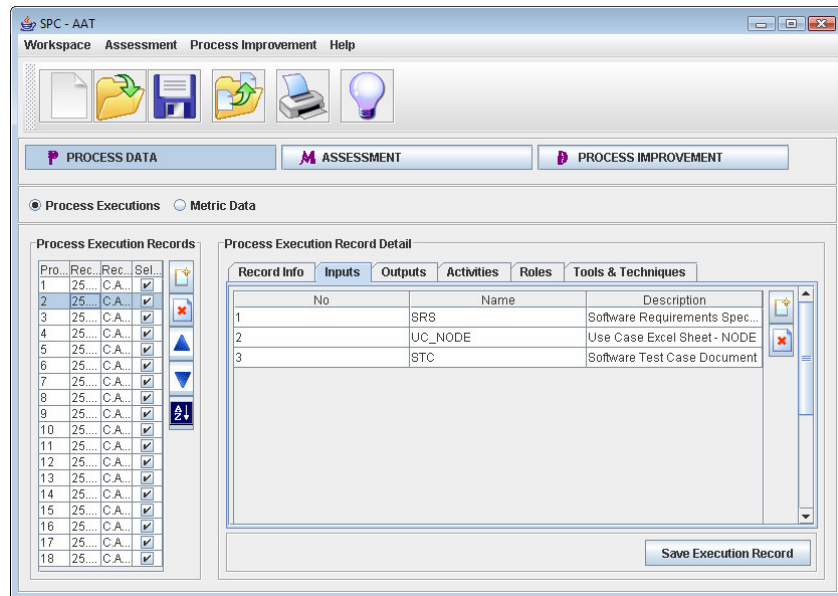 SPC - AAT
Workspace Assessment Process Improvement Help
P PROCESS DATA M ASSESSMENT PROCESS IMPROVEMENT
Process Executions Metric Data
Process Execution Records Process Execution Record Detail
Record Info Inputs Outputs Activities Roles Tools & Techniques
Pro... Rec... Rec... Sel...
No Name Description
1 25.... C.A...
2 25.... C.A...
3 25.... C.A...
4 25.... C.A...
5 25.... C.A...
6 25.... C.A...
7 25.... C.A...
8 25.... C.A...
9 25.... C.A...
10 25.... C.A...
11 25.... C.A...
12 25.... C.A...
13 25.... C.A...
14 25.... C.A...
15 25.... C.A...
16 25.... C.A...
17 25.... C.A...
18 25.... C.A...
A
Z
1 SRS Software Requirements Spec...
2 UC_NODE Use Case Excel Sheet - NODE
3 STC Software Test Case Document
Save Execution Record